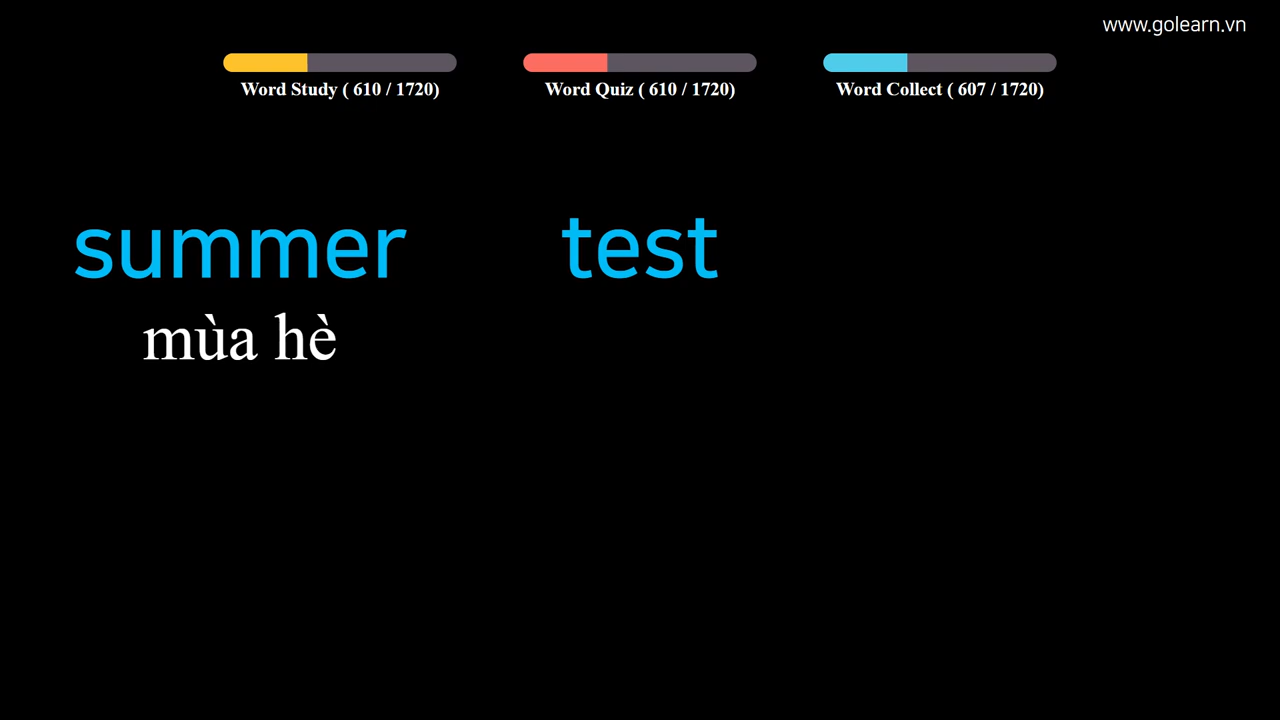 www.golearn.vn
Word Study ( 610 / 1720)
Word Quiz ( 610 / 1720)
Word Collect ( 607 / 1720)
summer
mùa hè
test